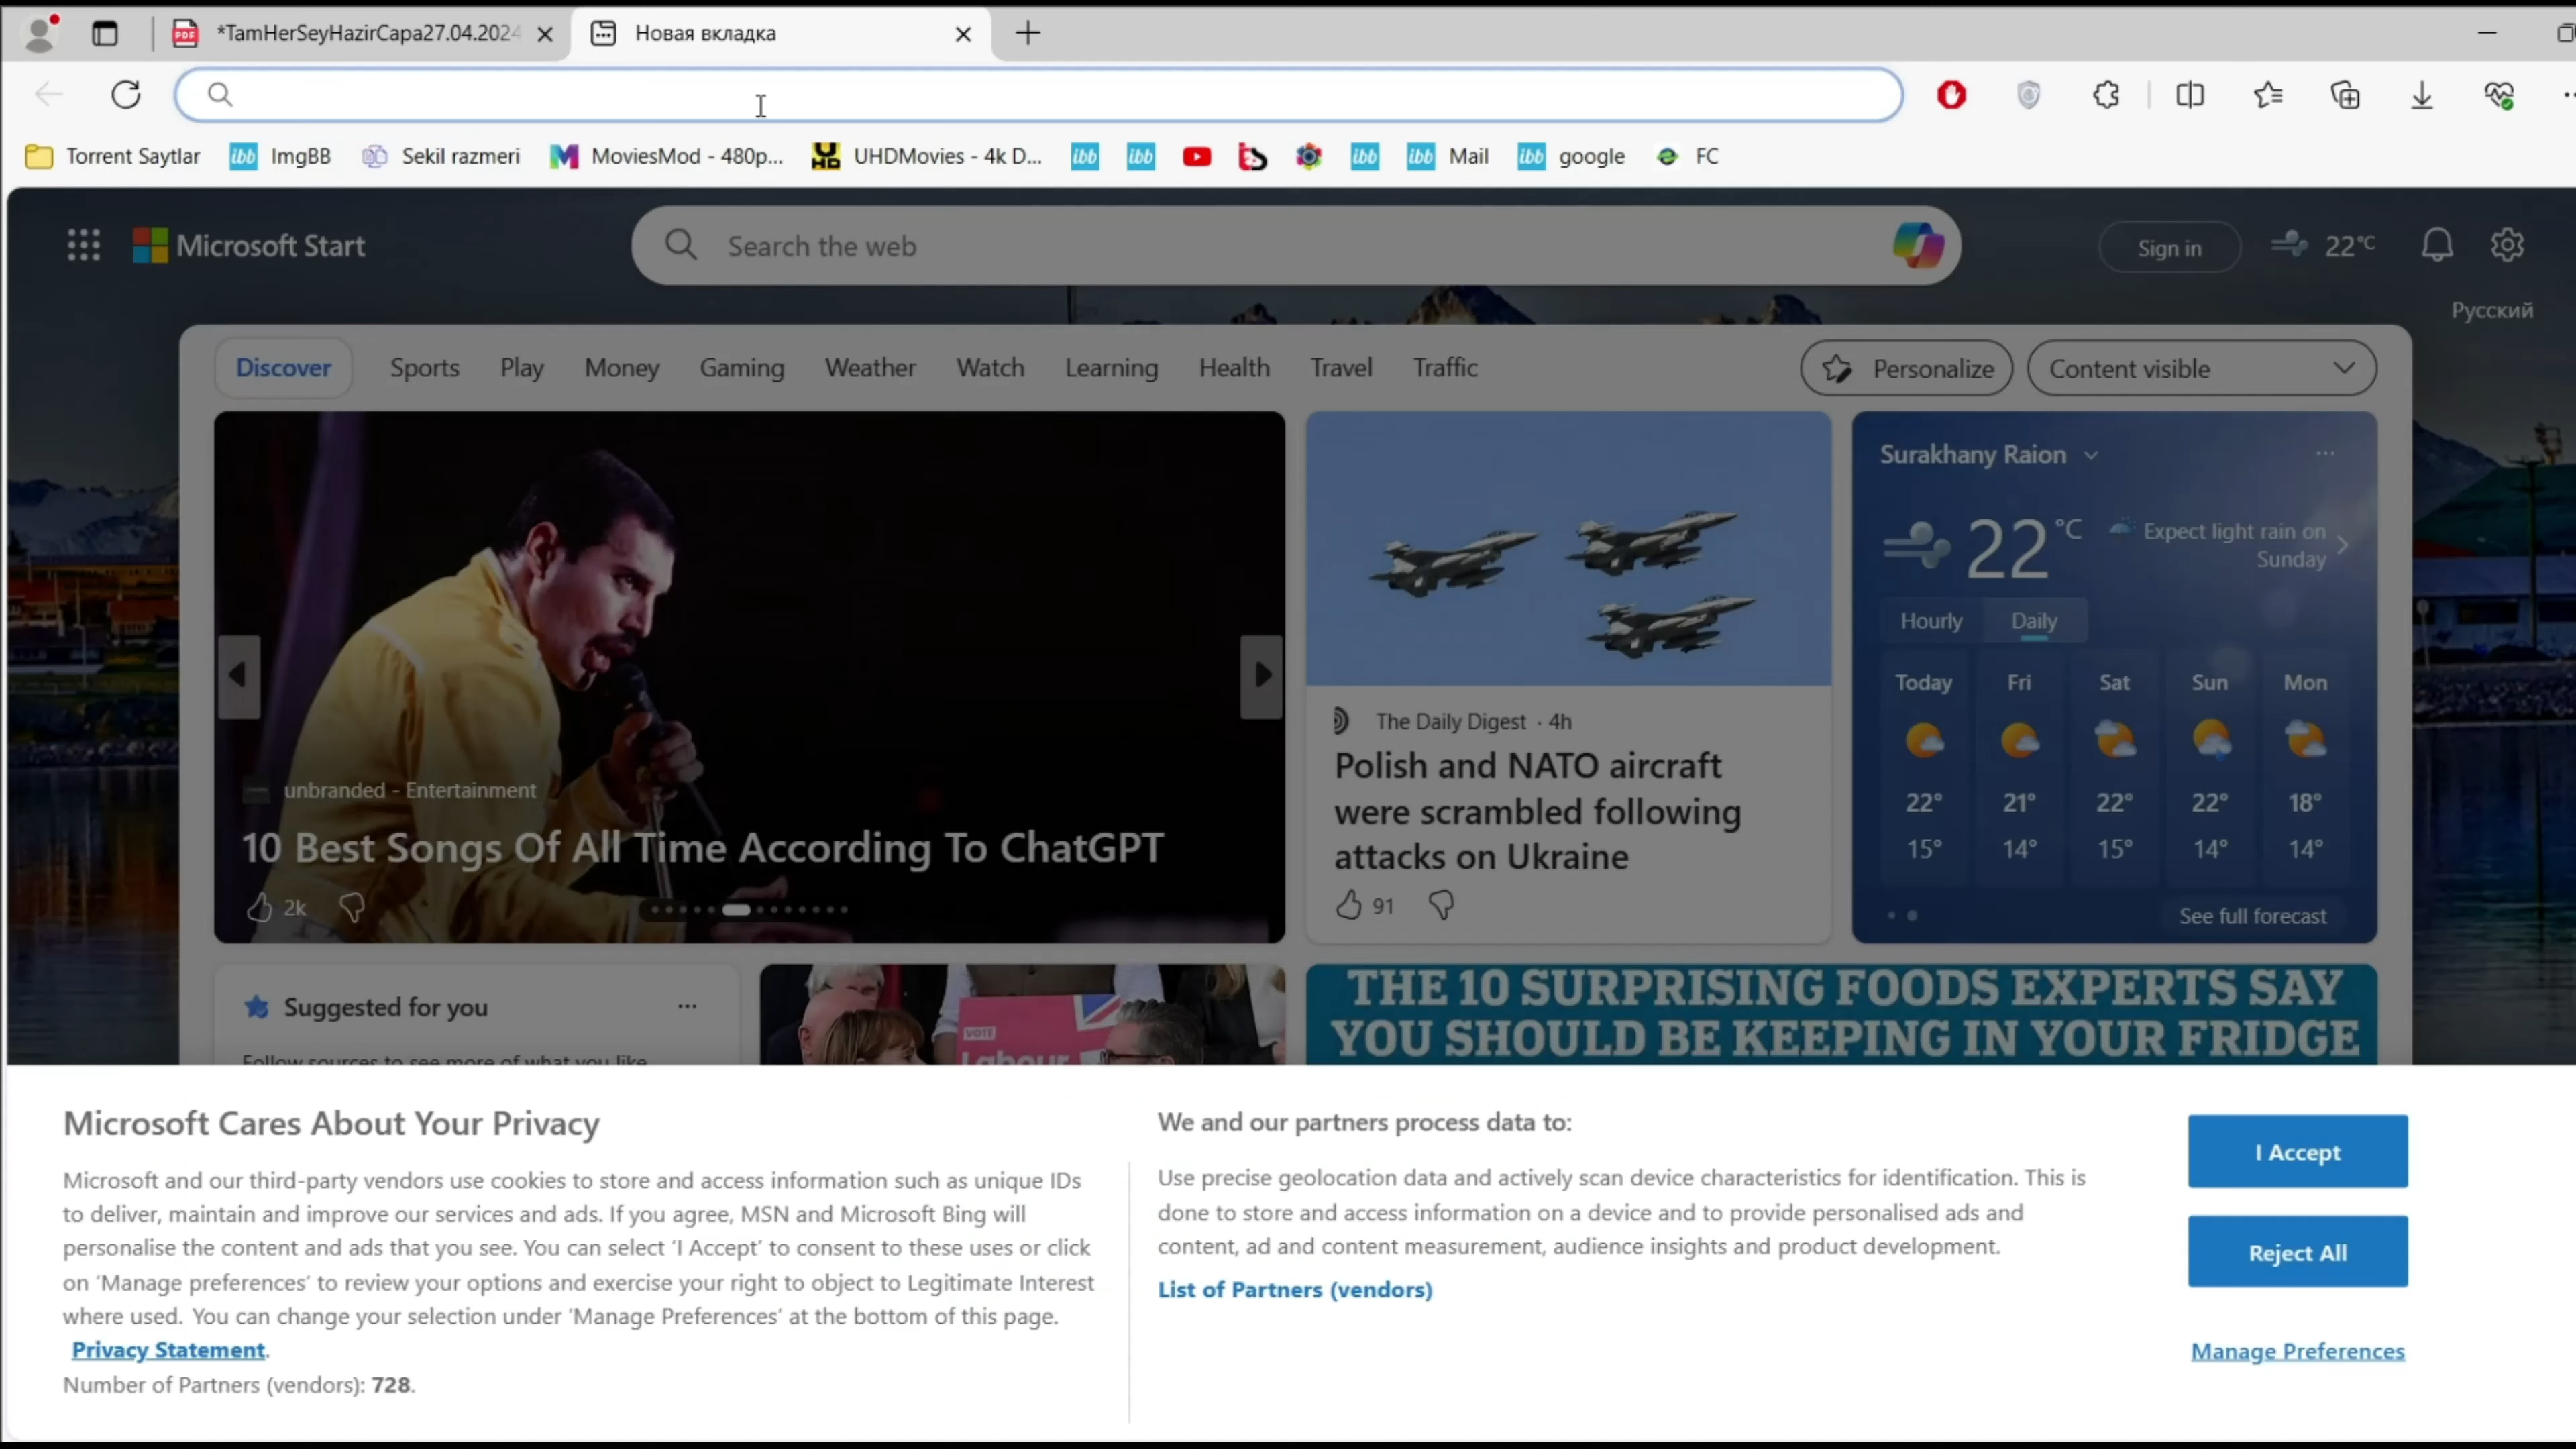 *TamHerSeyHazirCapa27.04.2024
Новая вкладка
Torrent Saytlar
ibb ImgBB
Sekil razmeri
MoviesMod - 480p...
UHD UHDMovies - 4k D...
ibb
ibb
ibb
ibb Mail
ibb google
FC
Microsoft Start
Search the web
Sign in
22°C
Русский
Discover
Sports
Play
Money
Gaming
Weather
Watch
Learning
Health
Travel
Traffic
Personalize
Content visible
unbranded - Entertainment
10 Best Songs Of All Time According To ChatGPT
2k
The Daily Digest · 4h
Polish and NATO aircraft
were scrambled following
attacks on Ukraine
91
Surakhany Raion
22°C
Expect light rain on
Sunday
Hourly
Daily
Today Fri Sat Sun Mon
22° 21° 22° 22° 18°
15° 14° 15° 14° 14°
See full forecast
Suggested for you
Follow sources to see more of what you like
VOTE
Labour
THE 10 SURPRISING FOODS EXPERTS SAY
YOU SHOULD BE KEEPING IN YOUR FRIDGE
Microsoft Cares About Your Privacy
Microsoft and our third-party vendors use cookies to store and access information such as unique IDs
to deliver, maintain and improve our services and ads. If you agree, MSN and Microsoft Bing will
personalise the content and ads that you see. You can select 'I Accept' to consent to these uses or click
on 'Manage preferences' to review your options and exercise your right to object to Legitimate Interest
where used. You can change your selection under 'Manage Preferences' at the bottom of this page.
Privacy Statement.
Number of Partners (vendors): 728.
We and our partners process data to:
Use precise geolocation data and actively scan device characteristics for identification. This is
done to store and access information on a device and to provide personalised ads and
content, ad and content measurement, audience insights and product development.
List of Partners (vendors)
I Accept
Reject All
Manage Preferences